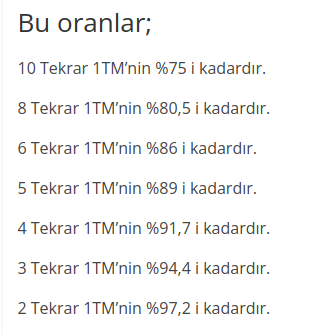 Bu oranlar;
10 Tekrar 1TM’nin %75 i kadardır.
8 Tekrar 1TM’nin %80,5 i kadardır.
6 Tekrar 1TM’nin %86 i kadardır.
5 Tekrar 1TM’nin %89 i kadardır.
4 Tekrar 1TM’nin %91,7 i kadardır.
3 Tekrar 1TM’nin %94,4 i kadardır.
2 Tekrar 1TM’nin %97,2 i kadardır.